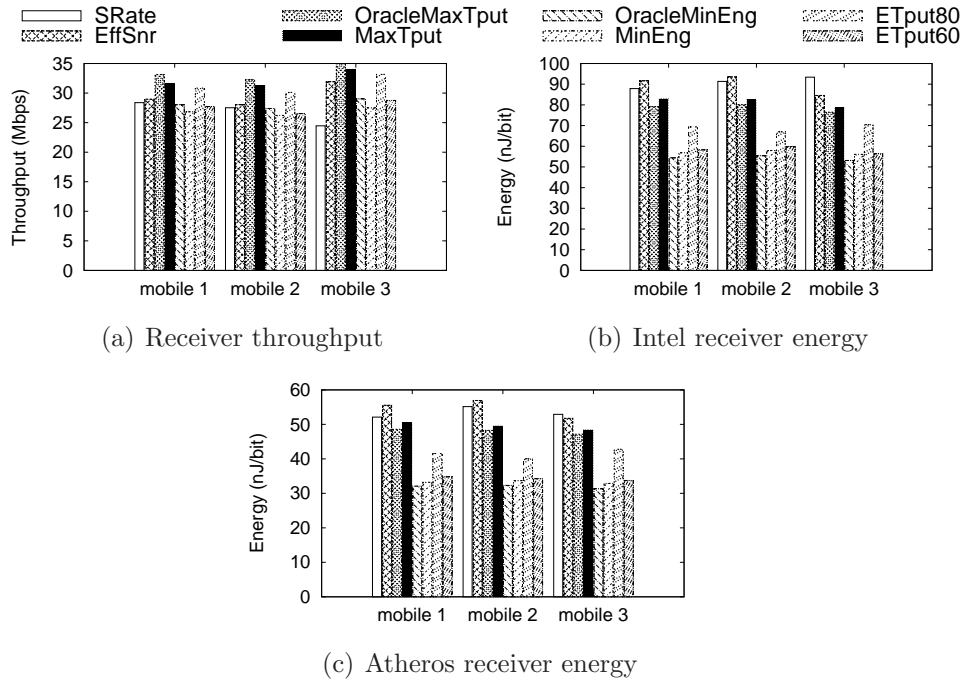 SRate OracleMaxTput OracleMinEng ETput80
EffSnr MaxTput MinEng ETput60
Throughput (Mbps)
35
30
25
20
15
10
5
0
mobile 1 mobile 2 mobile 3
(a) Receiver throughput
Energy (nJ/bit)
100
90
80
70
60
50
40
30
20
10
0
mobile 1 mobile 2 mobile 3
(b) Intel receiver energy
Energy (nJ/bit)
60
50
40
30
20
10
0
mobile 1 mobile 2 mobile 3
(c) Atheros receiver energy